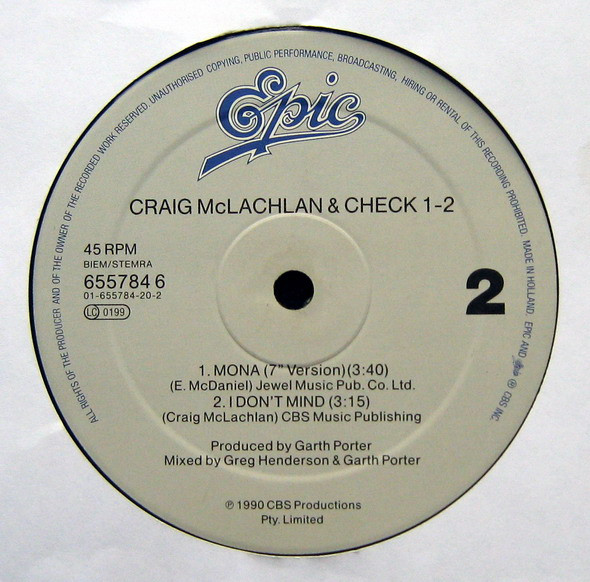 ALL RIGHTS OF THE PRODUCER AND OF THE OWNER OF THE RECORDED WORK RESERVED. UNAUTHORISED COPYING, PUBLIC PERFORMANCE, BROADCASTING, HIRING OR RENTAL OF THIS RECORDING PROHIBITED. MADE IN HOLLAND. EPIC AND Epic ® CBS INC
Epic
CRAIG McLACHLAN & CHECK 1-2
45 RPM
BIEM/STEMRA
655784 6
01-655784-20-2
LC 0199
2
1. MONA (7" Version)(3:40)
(E. McDaniel) Jewel Music Pub. Co. Ltd.
2. I DON'T MIND (3:15)
(Craig McLachlan) CBS Music Publishing
Produced by Garth Porter
Mixed by Greg Henderson & Garth Porter
℗ 1990 CBS Productions
Pty. Limited